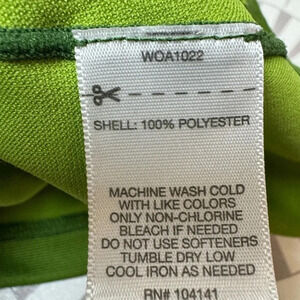 WOA1022
SHELL: 100% POLYESTER
MACHINE WASH COLD
WITH LIKE COLORS
ONLY NON-CHLORINE
BLEACH IF NEEDED
DO NOT USE SOFTENERS
TUMBLE DRY LOW
COOL IRON AS NEEDED
RN# 104141